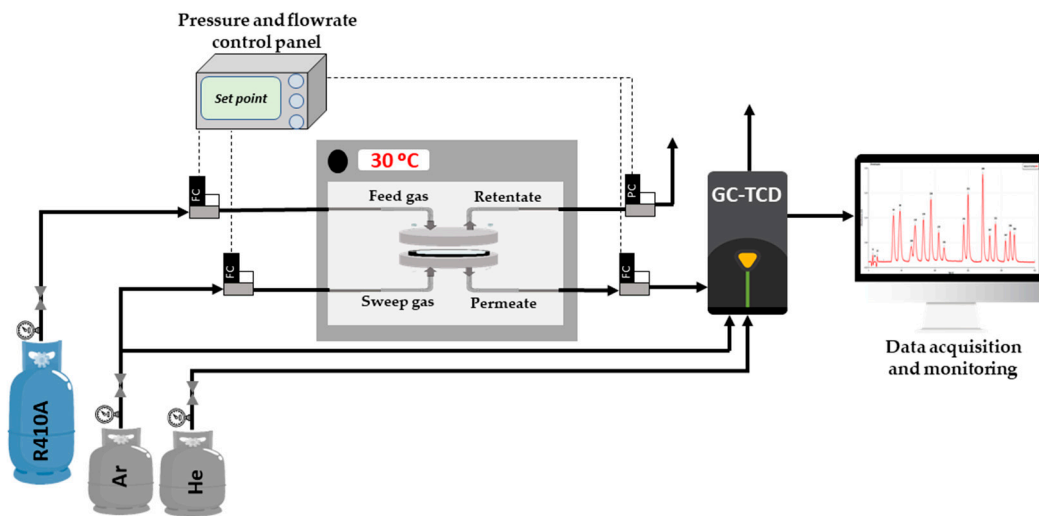 Pressure and flowrate
control panel
Set point
30 °C
FC
PC
GC-TCD
Feed gas
Retentate
FC
FC
Sweep gas
Permeate
Data acquisition
and monitoring
R410A
Ar
He